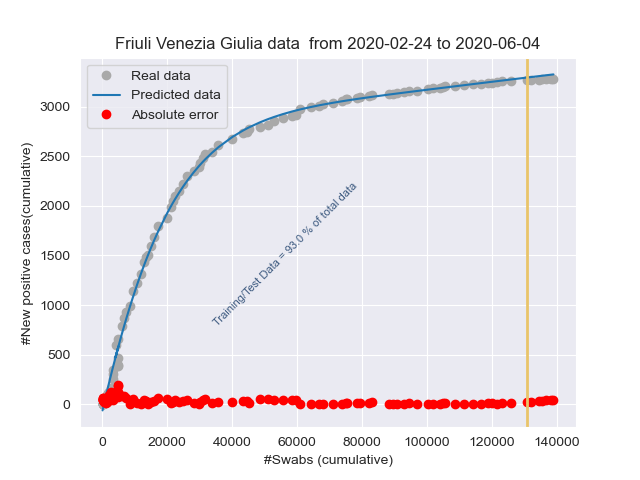 Friuli Venezia Giulia data from 2020-02-24 to 2020-06-04
Real data
Predicted data
Absolute error
Training/Test Data = 93.0 % of total data
#New positive cases(cumulative)
3000
2500
2000
1500
1000
500
0
0 20000 40000 60000 80000 100000 120000 140000
#Swabs (cumulative)